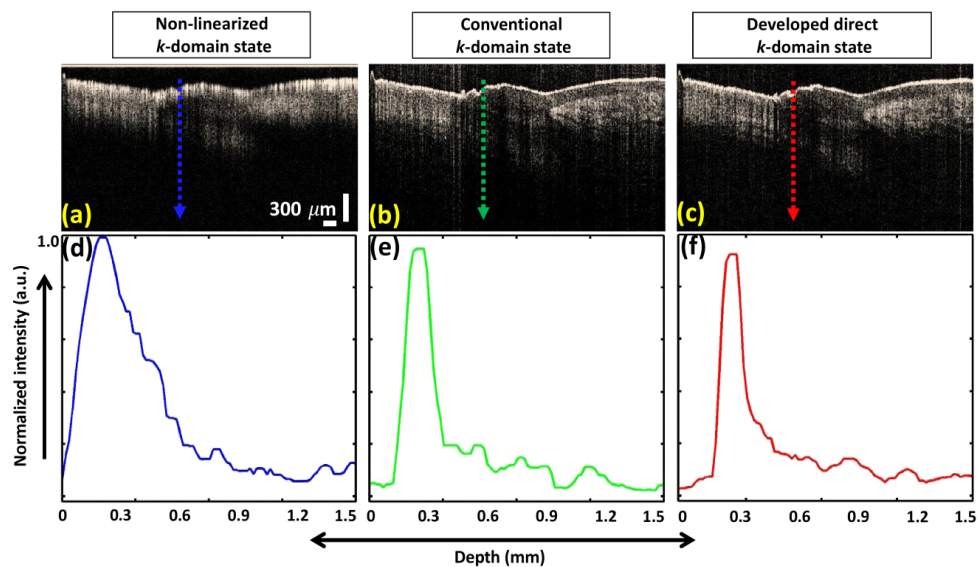 Non-linearized
k-domain state
Conventional
k-domain state
Developed direct
k-domain state
(a)
300 μm
(b)
(c)
Normalized intensity (a.u.)
1.0
(d)
(e)
(f)
0 0.3 0.6 0.9 1.2 1.5
0 0.3 0.6 0.9 1.2 1.5
0 0.3 0.6 0.9 1.2 1.5
Depth (mm)